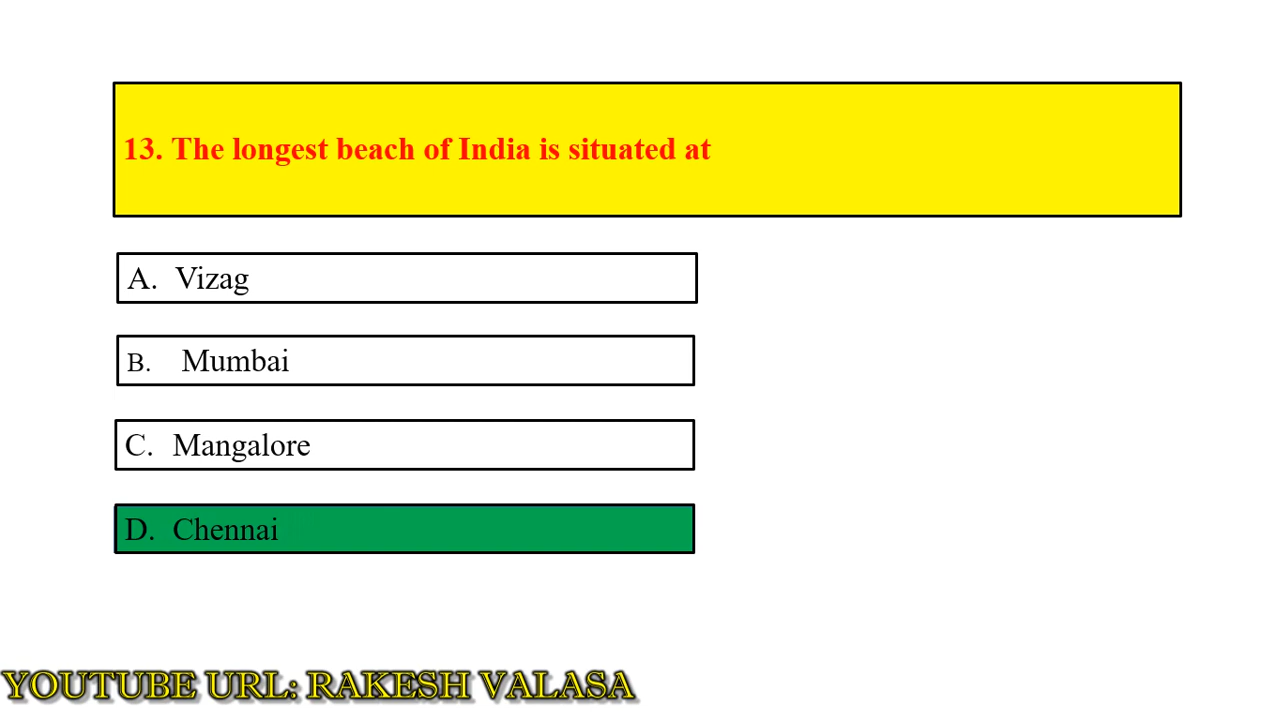 13. The longest beach of India is situated at
A. Vizag
B. Mumbai
C. Mangalore
D. Chennai
YOUTUBE URL: RAKESH VALASA